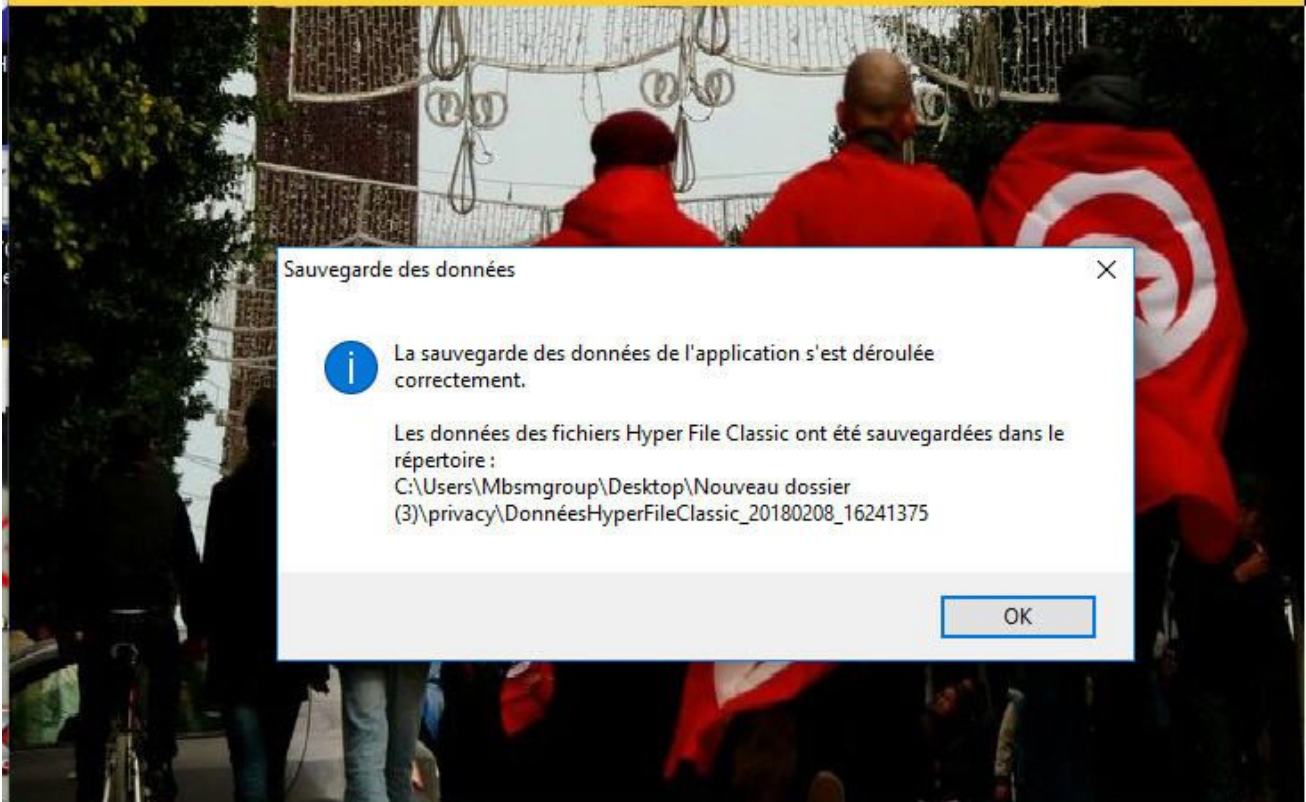 Sauvegarde des données
La sauvegarde des données de l'application s'est déroulée
correctement.
Les données des fichiers Hyper File Classic ont été sauvegardées dans le
répertoire :
C:\Users\Mbsmgroup\Desktop\Nouveau dossier
(3)\privacy\DonnéesHyperFileClassic_20180208_16241375
OK